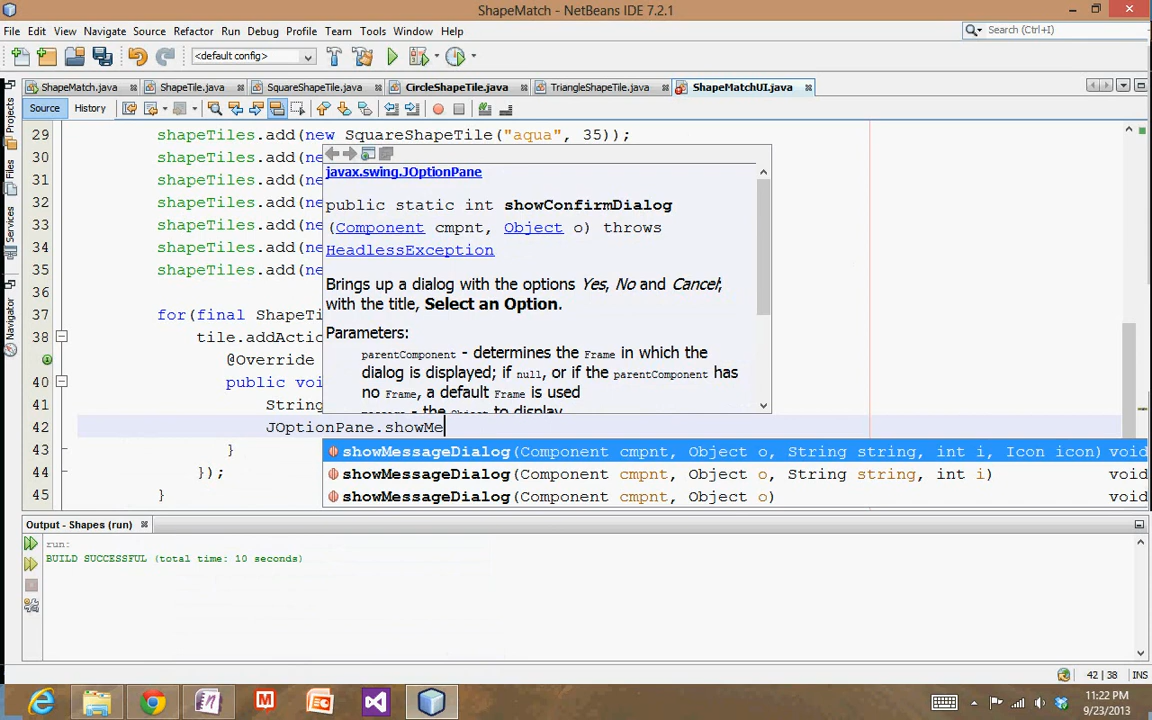 ShapeMatch - NetBeans IDE 7.2.1
File Edit View Navigate Source Refactor Run Debug Profile Team Tools Window Help
Search (Ctrl+I)
<default config>
ShapeMatch.java ShapeTile.java SquareShapeTile.java CircleShapeTile.java TriangleShapeTile.java ShapeMatchUI.java
Source History
Projects
Files
Services
Navigator
29 shapeTiles.add(new SquareShapeTile("aqua", 35));
30 shapeTiles.add(ne
31 shapeTiles.add(ne
32 shapeTiles.add(ne
33 shapeTiles.add(ne
34 shapeTiles.add(ne
35 shapeTiles.add(ne
36
37 for(final ShapeTi
38 tile.addActio
@Override
40 public voi
41 String
42 JOptionPane.showMe
43 }
44 });
45 }
javax.swing.JOptionPane
public static int showConfirmDialog
(Component cmpnt, Object o) throws
HeadlessException
Brings up a dialog with the options Yes, No and Cancel;
with the title, Select an Option.
Parameters:
parentComponent - determines the Frame in which the
dialog is displayed; if null, or if the parentComponent has
no Frame, a default Frame is used
message - the Object to display
showMessageDialog(Component cmpnt, Object o, String string, int i, Icon icon) void
showMessageDialog(Component cmpnt, Object o, String string, int i) void
showMessageDialog(Component cmpnt, Object o) void
Output - Shapes (run)
run:
BUILD SUCCESSFUL (total time: 10 seconds)
42 | 38 INS
11:22 PM
9/23/2013